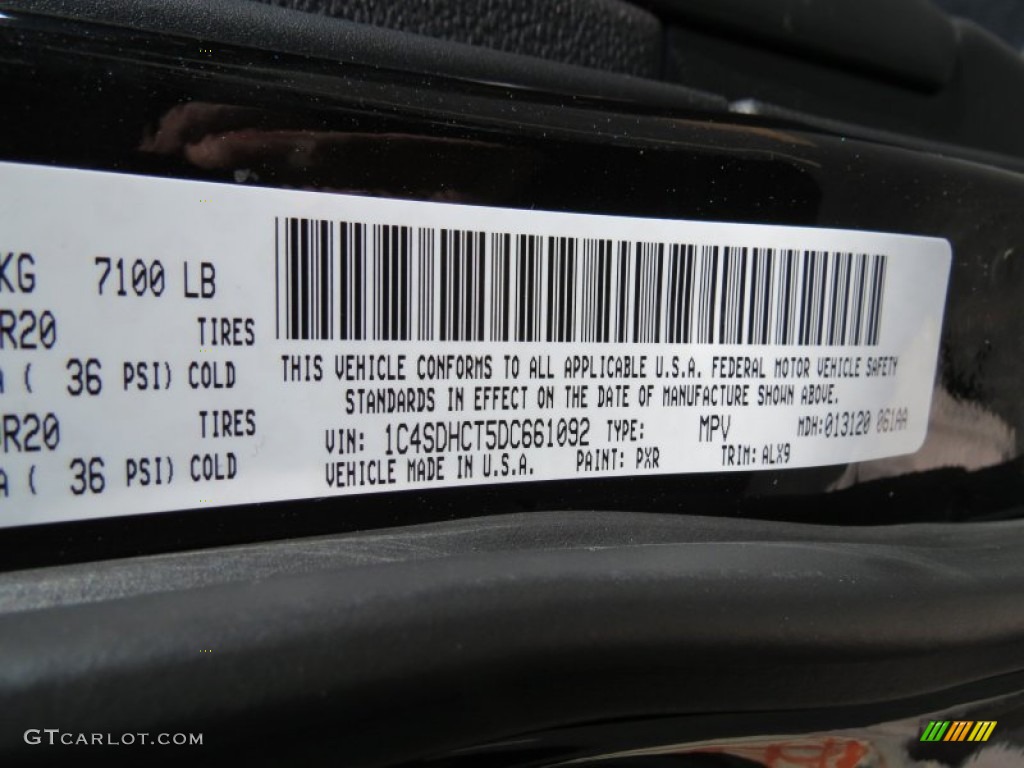 KG 7100 LB
R20 TIRES
( 36 PSI) COLD
R20 TIRES
( 36 PSI) COLD
THIS VEHICLE CONFORMS TO ALL APPLICABLE U.S.A. FEDERAL MOTOR VEHICLE SAFETY
STANDARDS IN EFFECT ON THE DATE OF MANUFACTURE SHOWN ABOVE.
VIN: 1C4SDHCT5DC661092 TYPE: MPV MDH:013120 061AA
VEHICLE MADE IN U.S.A. PAINT: PXR TRIM: ALX9
GTCARLOT.COM